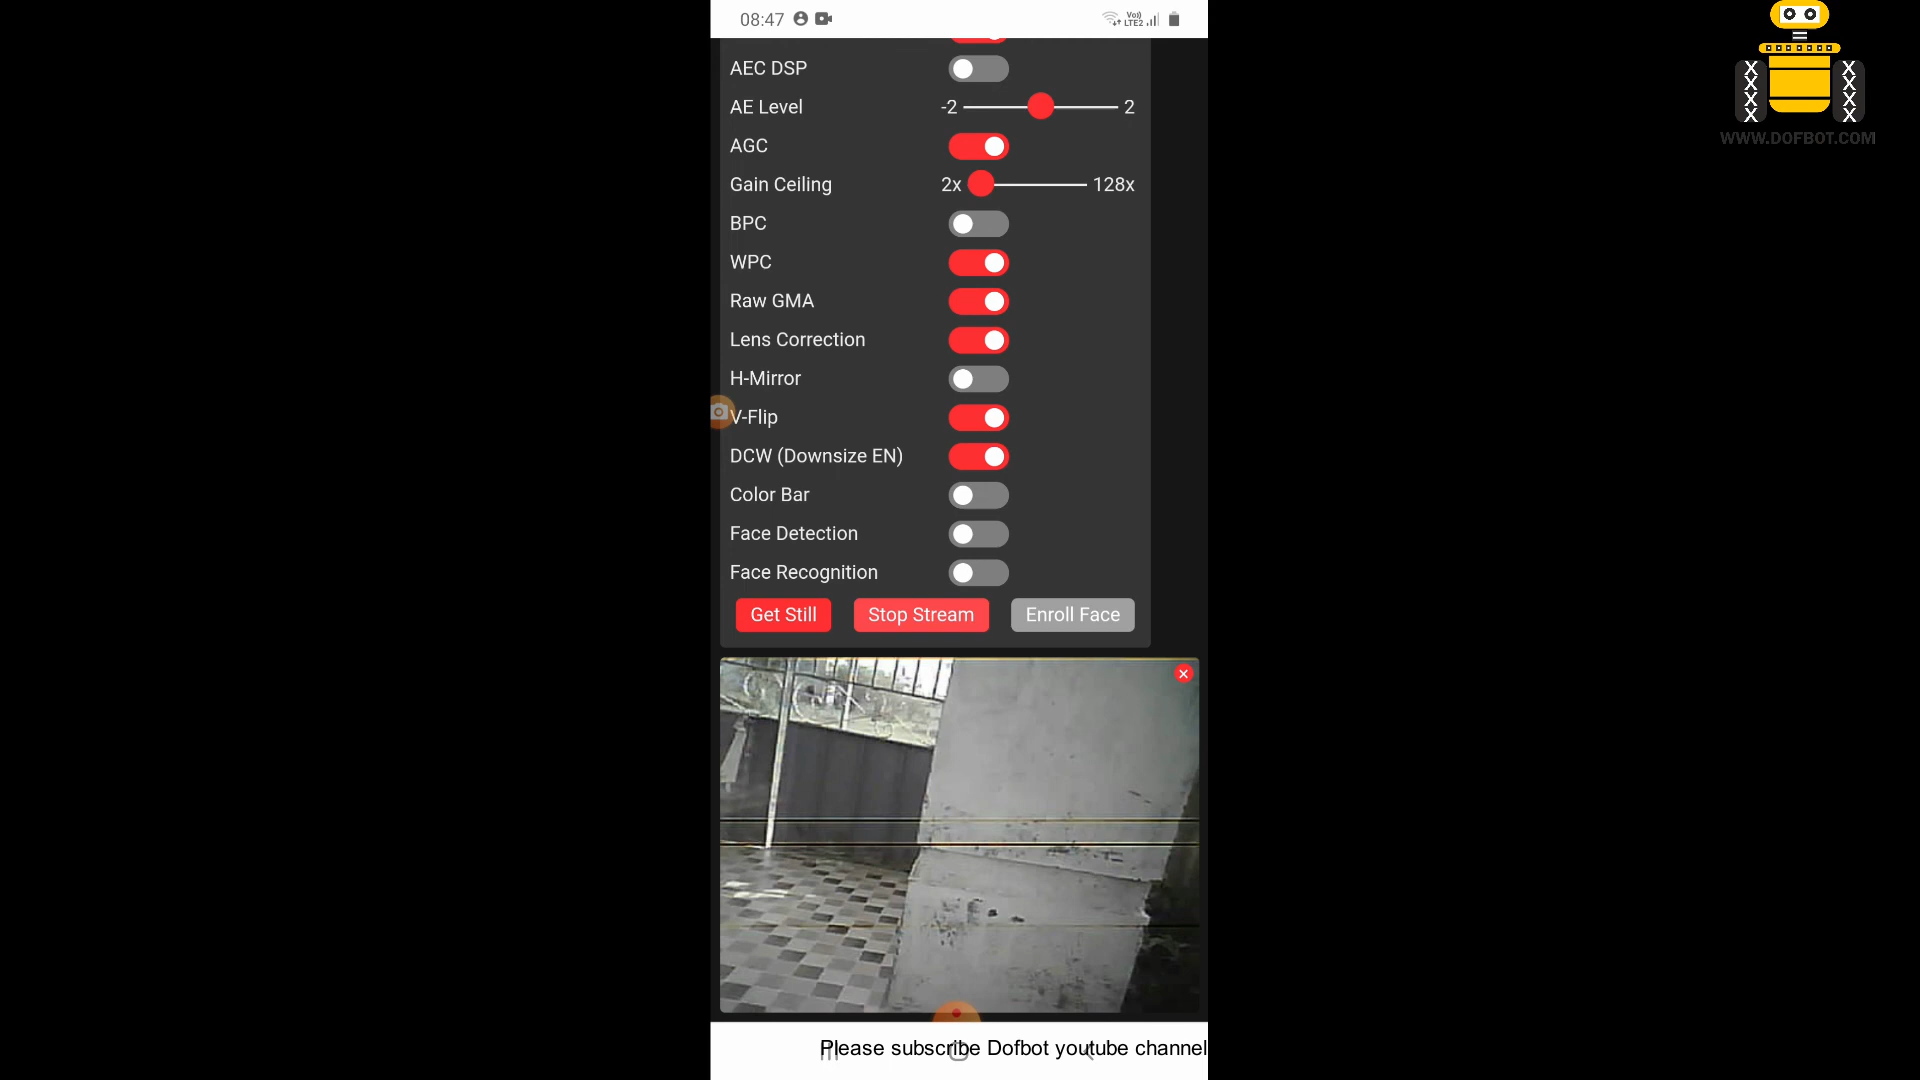 08:47
Vo))
LTE2
AEC DSP
AE Level -2 2
AGC
Gain Ceiling 2x 128x
BPC
WPC
Raw GMA
Lens Correction
H-Mirror
V-Flip
DCW (Downsize EN)
Color Bar
Face Detection
Face Recognition
Get Still Stop Stream Enroll Face
Please subscribe Dofbot youtube channel
WWW.DOFBOT.COM